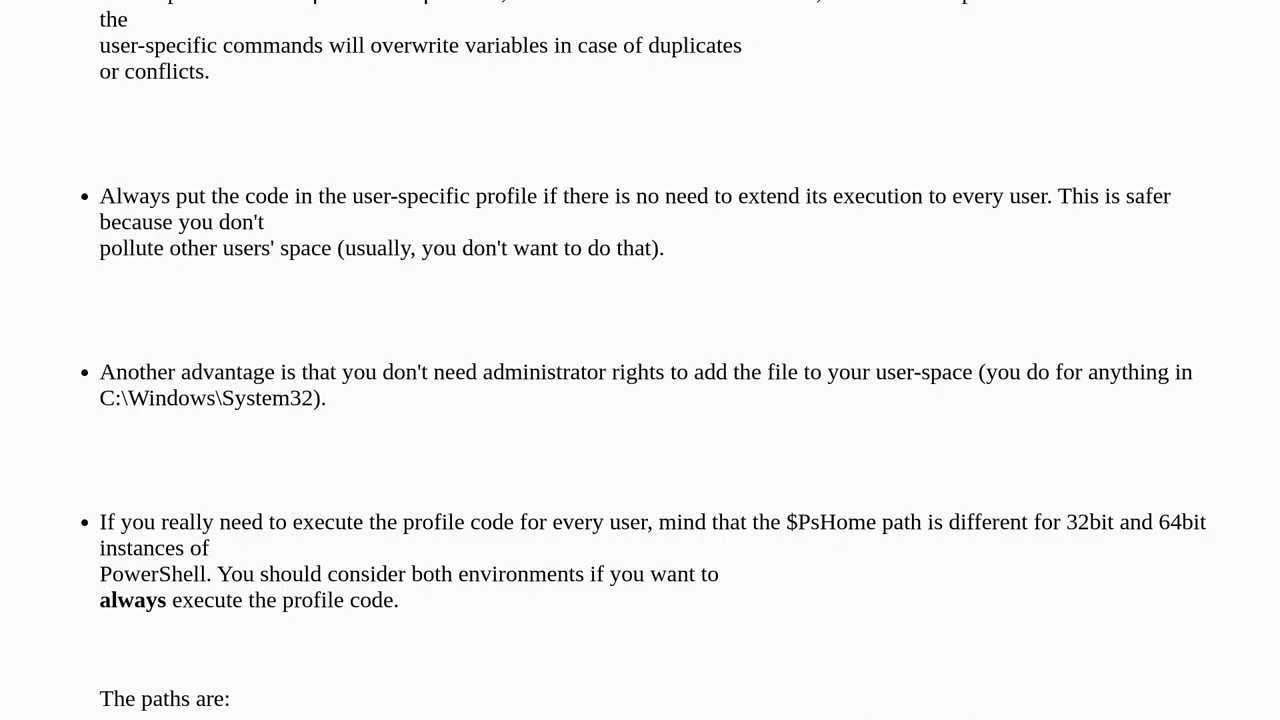 the
user-specific commands will overwrite variables in case of duplicates
or conflicts.
• Always put the code in the user-specific profile if there is no need to extend its execution to every user. This is safer
because you don't
pollute other users' space (usually, you don't want to do that).
• Another advantage is that you don't need administrator rights to add the file to your user-space (you do for anything in
C:\Windows\System32).
• If you really need to execute the profile code for every user, mind that the $PsHome path is different for 32bit and 64bit
instances of
PowerShell. You should consider both environments if you want to
always execute the profile code.
The paths are: